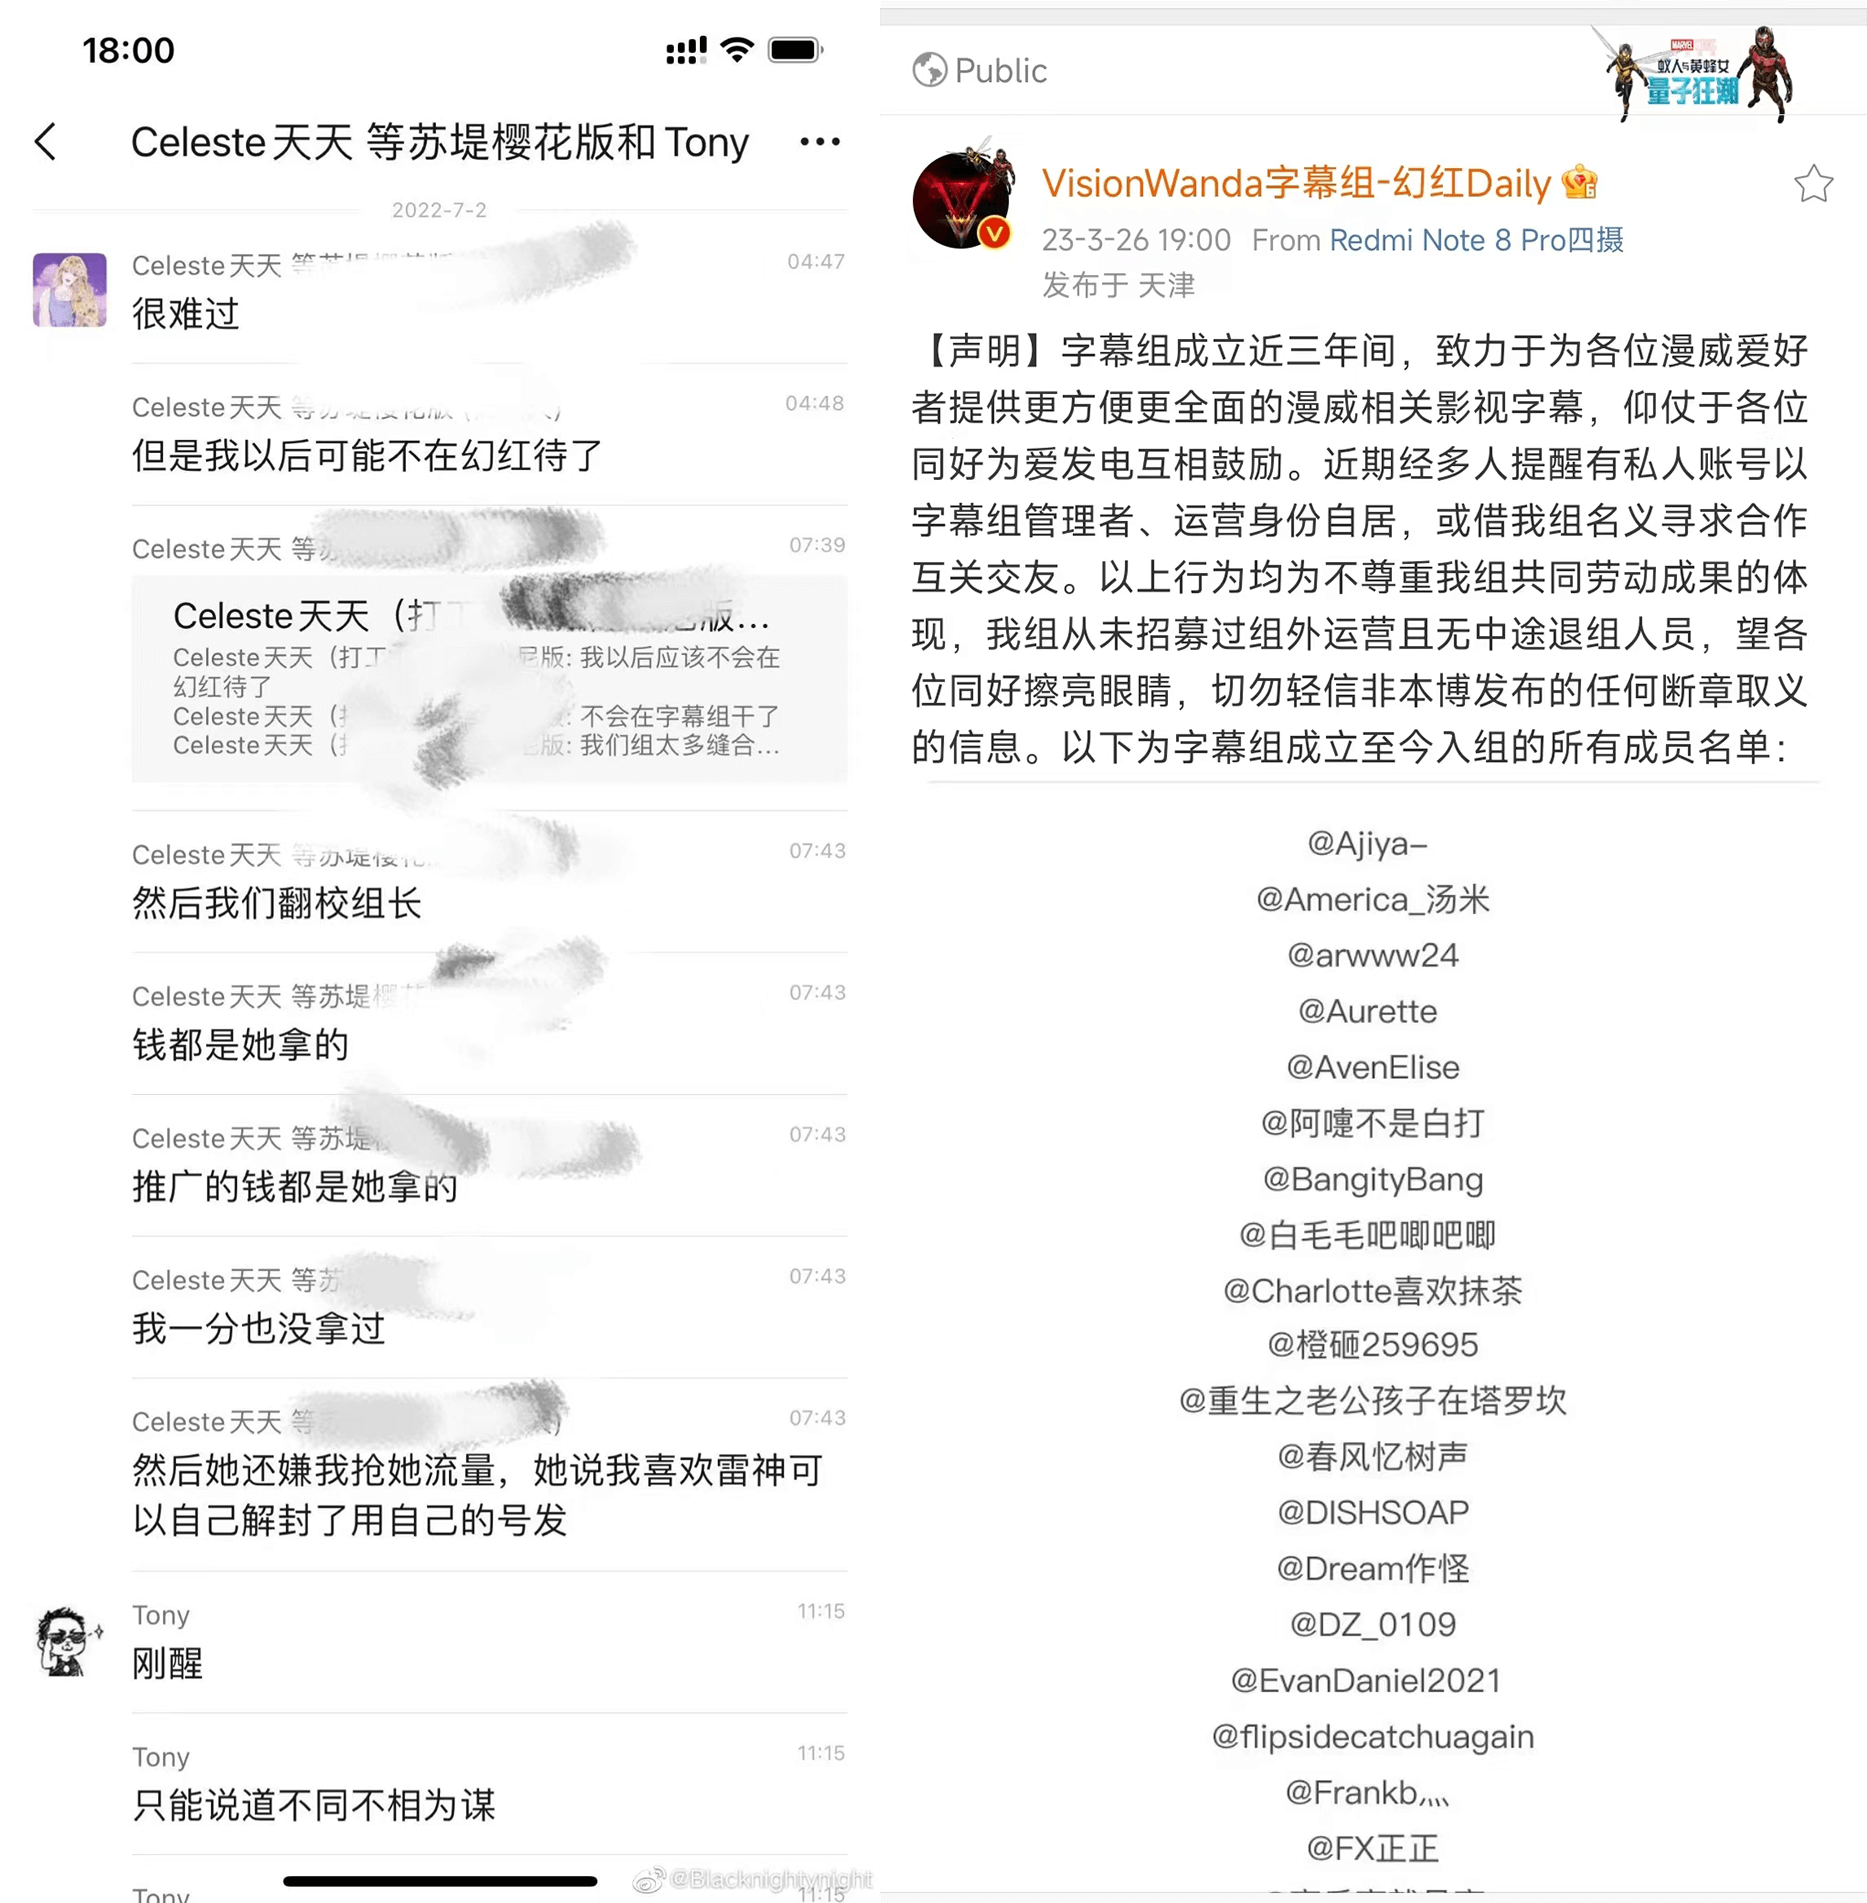 18:00
Celeste天天 等苏堤樱花版和Tony
2022-7-2
Celeste天天
04:47
很难过
Celeste天天
04:48
但是我以后可能不在幻红待了
Celeste天天 等
07:39
Celeste天天（打
版...
Celeste天天（打工
尼版: 我以后应该不会在
幻红待了
Celeste天天
版: 不会在字幕组干了
Celeste天天
版: 我们组太多缝合...
Celeste天天 等苏堤樱
07:43
然后我们翻校组长
Celeste天天 等苏堤樱
07:43
钱都是她拿的
Celeste天天 等苏堤
07:43
推广的钱都是她拿的
Celeste天天 等苏
07:43
我一分也没拿过
Celeste天天 等
07:43
然后她还嫌我抢她流量，她说我喜欢雷神可
以自己解封了用自己的号发
Tony
11:15
刚醒
Tony
11:15
只能说道不同不相为谋
Tony
11:15
@Blacknightynight
Public
MARVEL
蚁人与黄蜂女
量子狂潮
VisionWanda字幕组-幻红Daily
23-3-26 19:00 From Redmi Note 8 Pro四摄
发布于 天津
【声明】字幕组成立近三年间，致力于为各位漫威爱好
者提供更方便更全面的漫威相关影视字幕，仰仗于各位
同好为爱发电互相鼓励。近期经多人提醒有私人账号以
字幕组管理者、运营身份自居，或借我组名义寻求合作
互关交友。以上行为均为不尊重我组共同劳动成果的体
现，我组从未招募过组外运营且无中途退组人员，望各
位同好擦亮眼睛，切勿轻信非本博发布的任何断章取义
的信息。以下为字幕组成立至今入组的所有成员名单：
@Ajiya–
@America_汤米
@arwww24
@Aurette
@AvenElise
@阿嚏不是白打
@BangityBang
@白毛毛吧唧吧唧
@Charlotte喜欢抹茶
@橙砸259695
@重生之老公孩子在塔罗坎
@春风忆树声
@DISHSOAP
@Dream作怪
@DZ_0109
@EvanDaniel2021
@flipsidecatchuagain
@Frankb灬
@FX正正